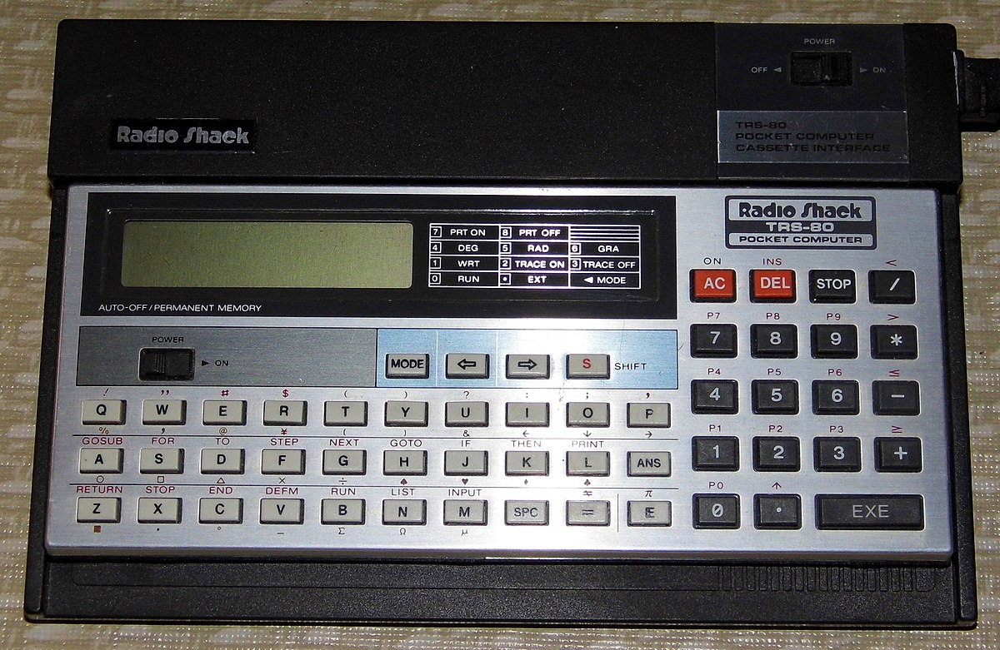 POWER
OFF ◄ ► ON
Radio Shack
TRS-80
POCKET COMPUTER
CASSETTE INTERFACE
7 PRT ON 8 PRT OFF
4 DEG 5 RAD 6 GRA
1 WRT 2 TRACE ON 3 TRACE OFF
0 RUN • EXT ◄ MODE
AUTO-OFF/PERMANENT MEMORY
Radio Shack
TRS-80
POCKET COMPUTER
ON INS <
AC DEL STOP /
P7 P8 P9 >
7 8 9 *
P4 P5 P6 ≤
4 5 6 −
P1 P2 P3 ≥
1 2 3 +
P0 ↑
0 • EXE
POWER
► ON
MODE ⇦ ⇨ S SHIFT
! " # $ ( ) ? : ; ,
Q W E R T Y U I O P
% ' @ ¥ ( ) & ← ↓ →
GOSUB FOR TO STEP NEXT GOTO IF THEN PRINT
A S D F G H J K L ANS
○ □ △ × ÷ ♠ ♥ ♦ ♣
RETURN STOP END DEFM RUN LIST INPUT ≠ π
Z X C V B N M SPC = E
■ • ° _ Σ Ω µ